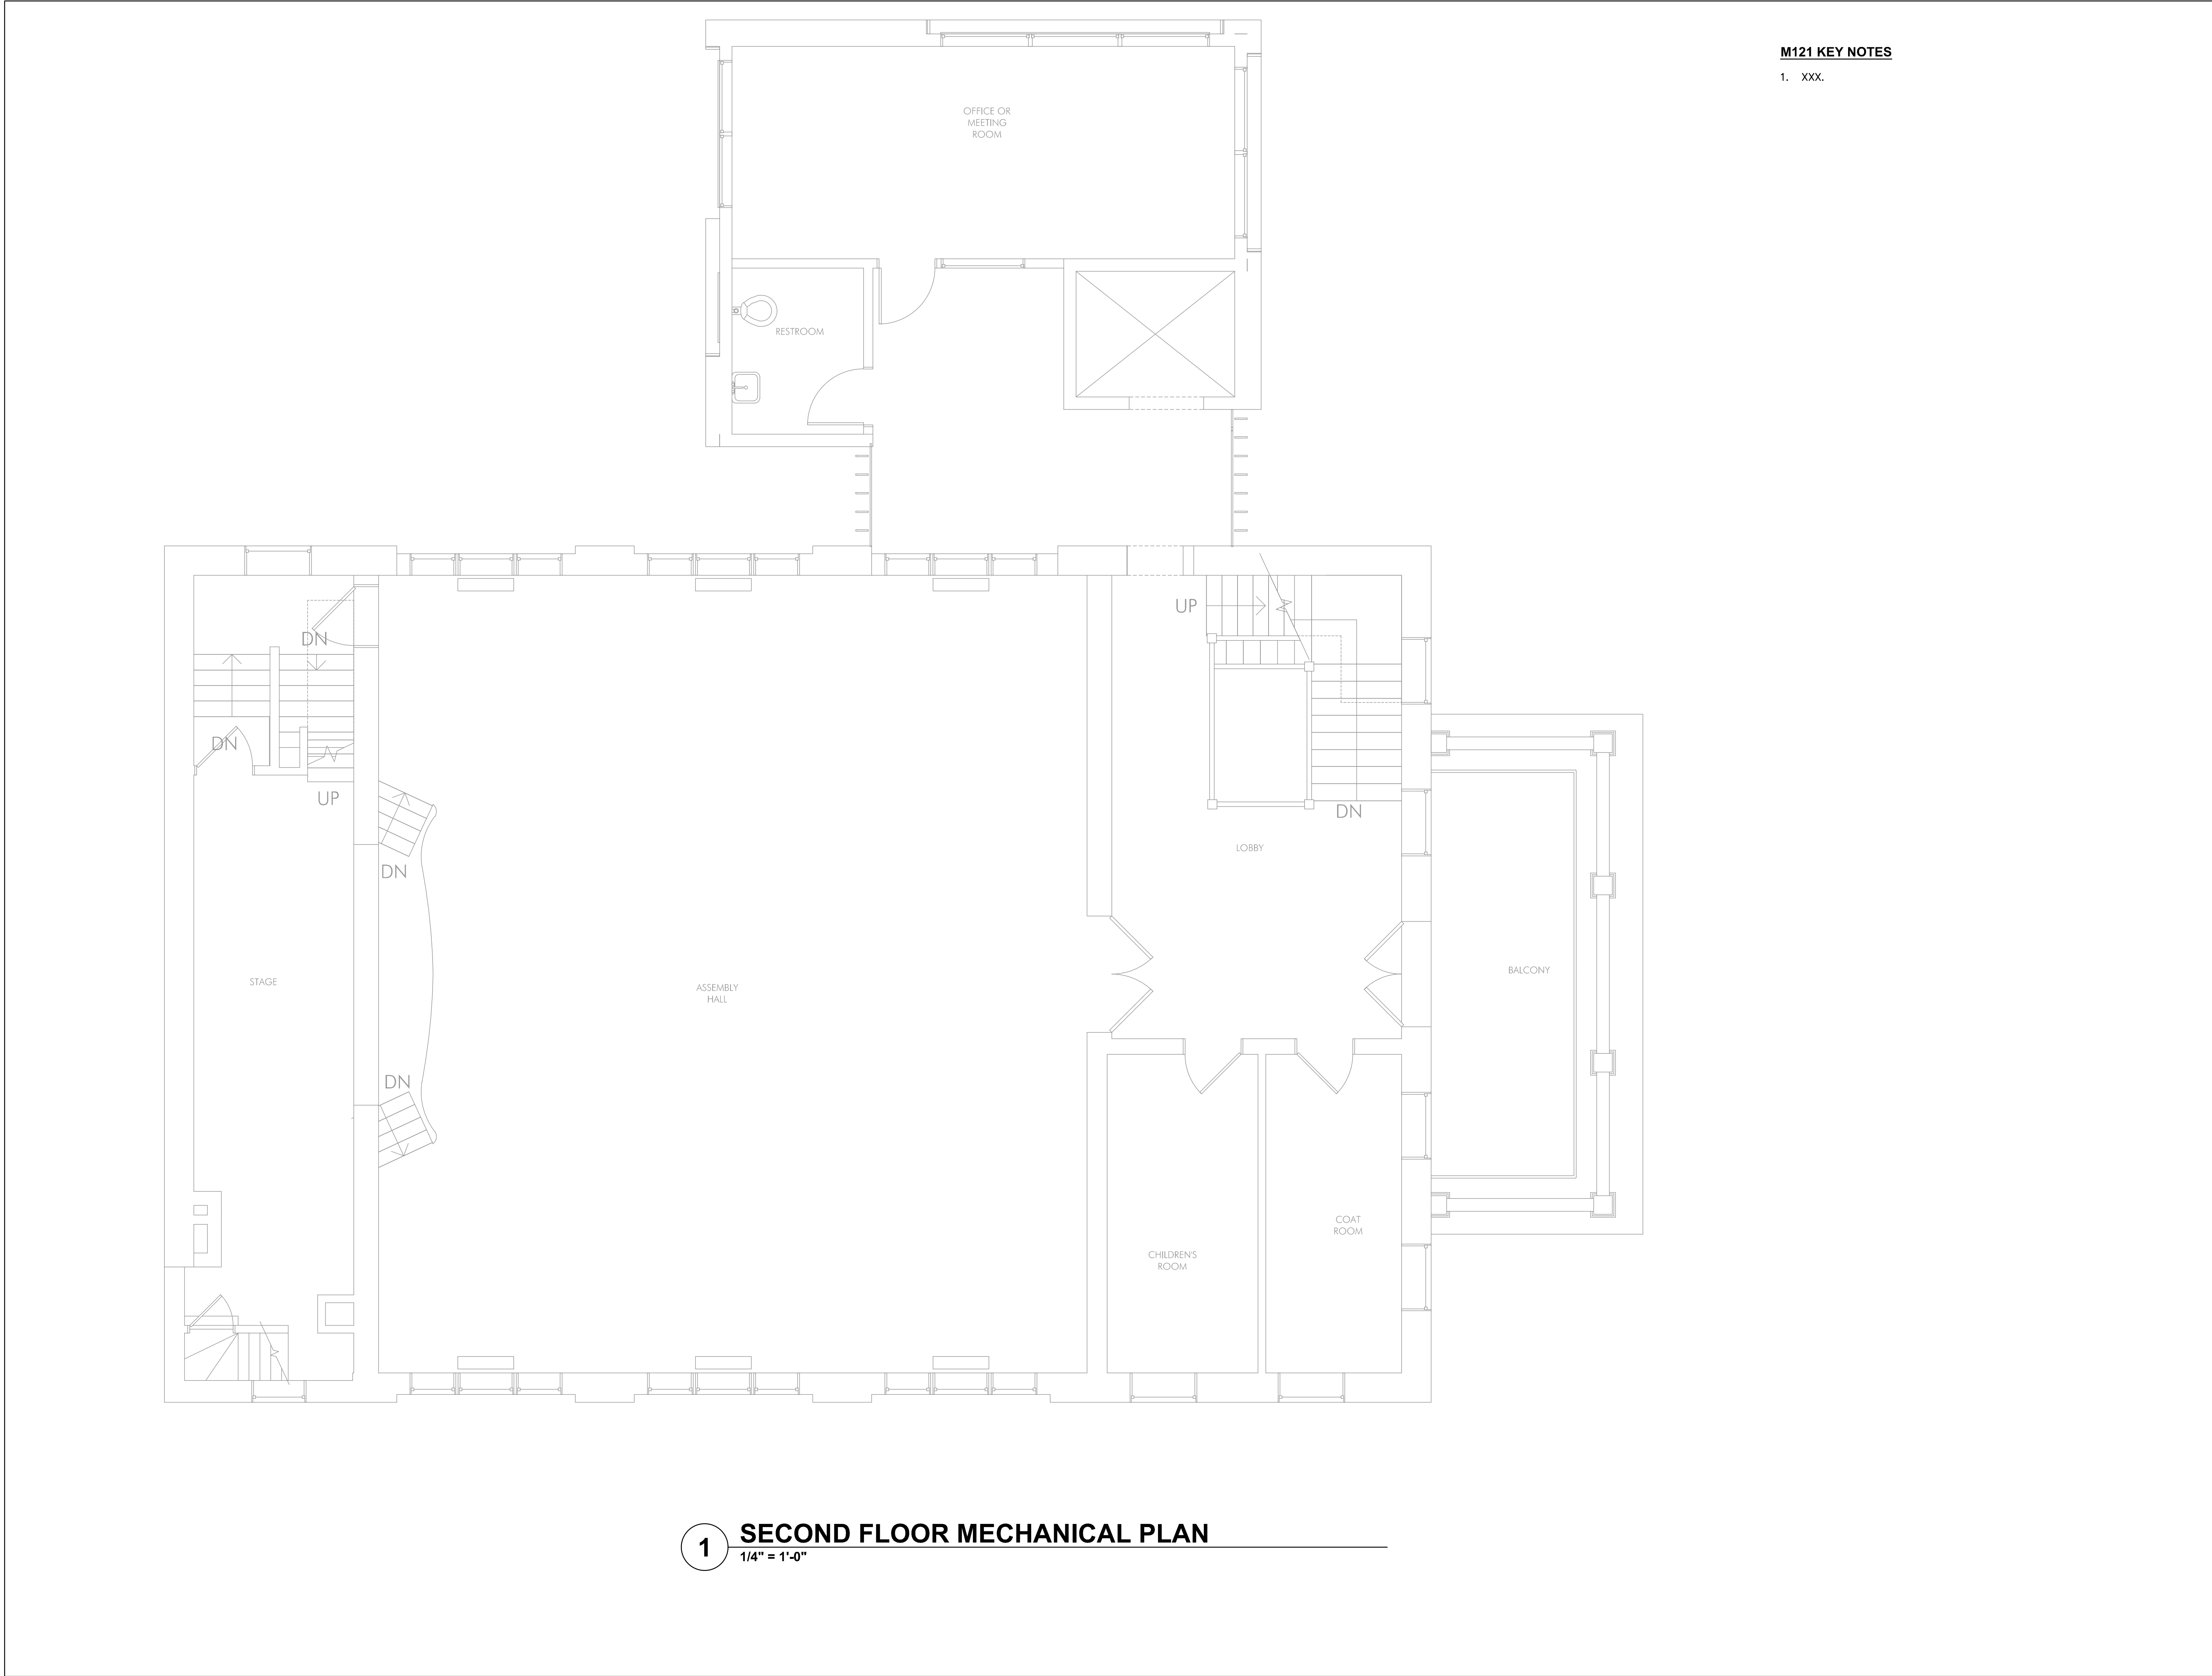 M121 KEY NOTES
1. XXX.
OFFICE OR
MEETING
ROOM
RESTROOM
UP
DN
DN
UP
DN
DN
LOBBY
DN
STAGE
ASSEMBLY
HALL
BALCONY
DN
COAT
ROOM
CHILDREN'S
ROOM
1
SECOND FLOOR MECHANICAL PLAN
1/4" = 1'-0"